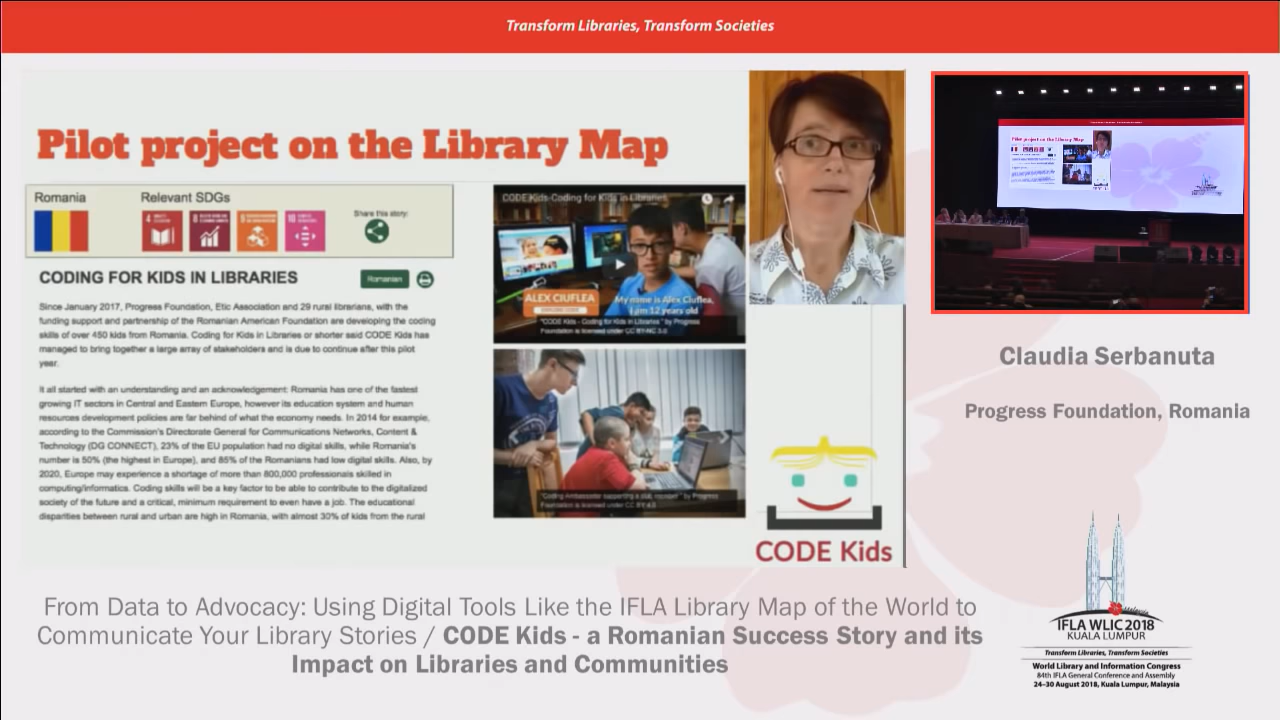 Transform Libraries, Transform Societies
Pilot project on the Library Map
Romania
Relevant SDGs
Share this story:
4
8
9
10
CODING FOR KIDS IN LIBRARIES
Romanian
Since January 2017, Progress Foundation, Etic Association and 29 rural librarians, with the
funding support and partnership of the Romanian American Foundation are developing the coding
skills of over 450 kids from Romania. Coding for Kids in Libraries or shorter said CODE Kids has
managed to bring together a large array of stakeholders and is due to continue after this pilot
year.
It all started with an understanding and an acknowledgement: Romania has one of the fastest
growing IT sectors in Central and Eastern Europe, however its education system and human
resources development policies are far behind of what the economy needs. In 2014 for example,
according to the Commission's Directorate General for Communications Networks, Content &
Technology (DG CONNECT), 23% of the EU population had no digital skills, while Romania's
number is 50% (the highest in Europe), and 85% of the Romanians had low digital skills. Also, by
2020, Europe may experience a shortage of more than 800,000 professionals skilled in
computing/informatics. Coding skills will be a key factor to be able to contribute to the digitalized
society of the future and a critical, minimum requirement to even have a job. The educational
disparities between rural and urban are high in Romania, with almost 30% of kids from the rural
CODE Kids-Coding for Kids in Libraries
ALEX CIUFLEA
My name is Alex Ciuflea,
I am 12 years old
"CODE Kids - Coding for Kids in Libraries " by Progress
Foundation is licensed under CC BY-NC 3.0
"Coding Ambassador supporting a club member " by Progress
Foundation is licensed under CC BY 4.0
CODE Kids
Pilot project on the Library Map
Claudia Serbanuta
Progress Foundation, Romania
From Data to Advocacy: Using Digital Tools Like the IFLA Library Map of the World to
Communicate Your Library Stories / CODE Kids - a Romanian Success Story and its
Impact on Libraries and Communities
Malaysia
IFLA WLIC 2018
KUALA LUMPUR
Transform Libraries, Transform Societies
World Library and Information Congress
84th IFLA General Conference and Assembly
24–30 August 2018, Kuala Lumpur, Malaysia